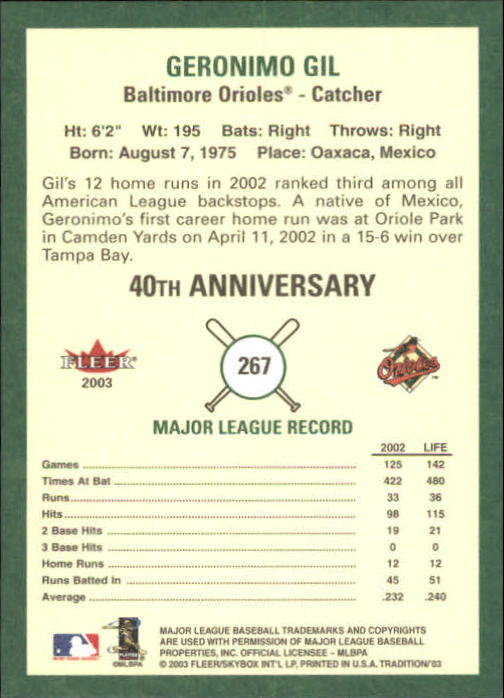 GERONIMO GIL
Baltimore Orioles® - Catcher
Ht: 6'2" Wt: 195 Bats: Right Throws: Right
Born: August 7, 1975 Place: Oaxaca, Mexico
Gil's 12 home runs in 2002 ranked third among all
American League backstops. A native of Mexico,
Geronimo's first career home run was at Oriole Park
in Camden Yards on April 11, 2002 in a 15-6 win over
Tampa Bay.
40TH ANNIVERSARY
FLEER®
2003
267
Orioles
TM
MAJOR LEAGUE RECORD
2002 LIFE
Games 125 142
Times At Bat 422 480
Runs 33 36
Hits 98 115
2 Base Hits 19 21
3 Base Hits 0 0
Home Runs 12 12
Runs Batted In 45 51
Average .232 .240
©MLBPA
MAJOR LEAGUE BASEBALL TRADEMARKS AND COPYRIGHTS
ARE USED WITH PERMISSION OF MAJOR LEAGUE BASEBALL
PROPERTIES, INC. OFFICIAL LICENSEE - MLBPA
© 2003 FLEER/SKYBOX INT'L LP. PRINTED IN U.S.A. TRADITION/'03